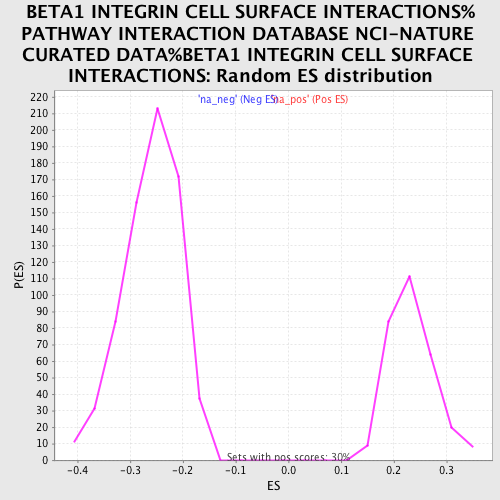 BETA1 INTEGRIN CELL SURFACE INTERACTIONS%
PATHWAY INTERACTION DATABASE NCI-NATURE
CURATED DATA%BETA1 INTEGRIN CELL SURFACE
INTERACTIONS: Random ES distribution
'na_neg' (Neg ES) 'na_pos' (Pos ES)
220
210
200
190
180
170
160
150
140
130
120
110
100
90
80
70
60
50
40
30
20
10
0
P(ES)
Sets with pos scores: 30%
-0.4 -0.3 -0.2 -0.1 0.0 0.1 0.2 0.3
ES